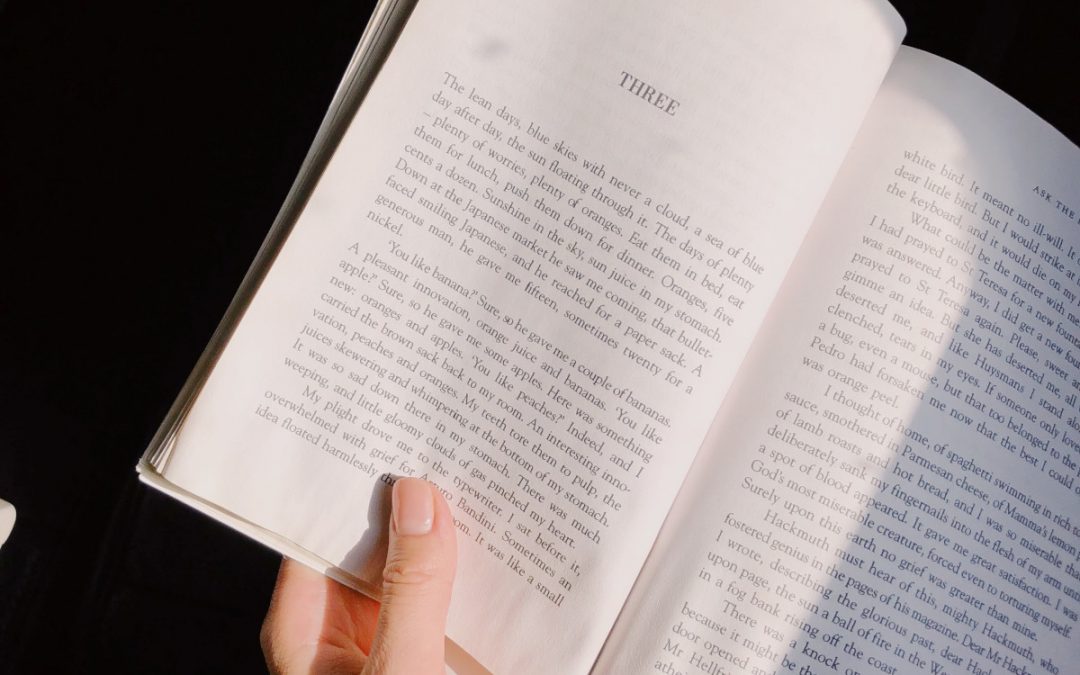 THREE
The lean days, blue skies with never a cloud, a sea of blue
day after day, the sun floating through it. The days of plenty
– plenty of worries, plenty of oranges. Eat them in bed, eat
them for lunch, push them down for dinner. Oranges, five
cents a dozen. Sunshine in the sky, sun juice in my stomach.
Down at the Japanese market he saw me coming, that bullet-
faced smiling Japanese, and he reached for a paper sack. A
generous man, he gave me fifteen, sometimes twenty for a
nickel.
'You like banana?' Sure, so he gave me a couple of bananas.
A pleasant innovation, orange juice and bananas. 'You like
apple?' Sure, so he gave me some apples. Here was something
new: oranges and apples. 'You like peaches?' Indeed, and I
carried the brown sack back to my room. An interesting inno-
vation, peaches and oranges. My teeth tore them to pulp, the
juices skewering and whimpering at the bottom of my stomach.
It was so sad down there in my stomach. There was much
weeping, and little gloomy clouds of gas pinched my heart.
My plight drove me to the typewriter. I sat before it,
overwhelmed with grief for Arturo Bandini. Sometimes an
idea floated harmlessly room. It was like a small
ASK THE
white bird. It meant no ill-will. It
dear little bird. But I would strike at
the keyboard, and it would die on my
What could be the matter with me
I had prayed to St Teresa for a new
was answered. Anyway, I did get a new
prayed to St Teresa again. Please, sweet
gimme an idea. But she has deserted me, all
deserted me, and like Huysmans I stand
clenched, tears in my eyes. If someone only
a bug, even a mouse, but that too belonged to the
Pedro had forsaken me now that the best I could
was orange peel.
I thought of home, of spaghetti swimming in rich
sauce, smothered in Parmesan cheese, of Mamma's lemon
of lamb roasts and hot bread, and I was so miserable that
deliberately sank my fingernails into the flesh of my arm
a spot of blood appeared. It gave me great satisfaction. I was
God's most miserable creature, forced even to torturing myself.
Surely upon this earth no grief was greater than mine.
Hackmuth must hear of this, mighty Hackmuth, who
fostered genius in the pages of his magazine. Dear Mr
I wrote, describing the glorious past, dear
upon page, the sun a ball of fire in the
in a fog bank rising off the coast
There was a knock
because it might be the
door opened and
Mr